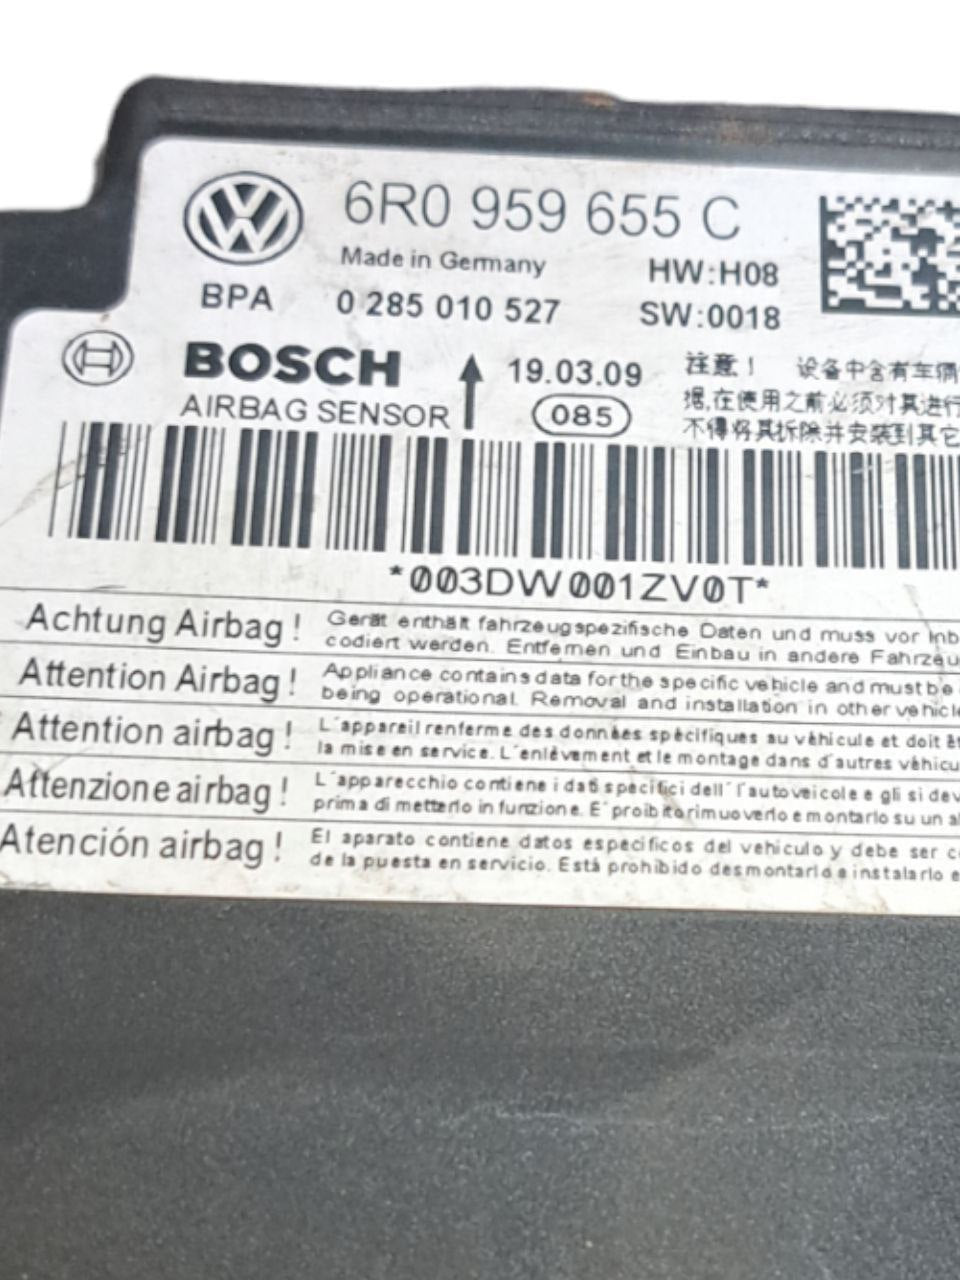 6R0 959 655 C
Made in Germany
HW:H08
BPA
0 285 010 527
SW:0018
BOSCH
19.03.09
AIRBAG SENSOR
085
注意！ 设备中含有车辆
据,在使用之前必须对其进行
不得将其拆除并安装到其它
*003DW001ZV0T*
Achtung Airbag! Gerät enthält fahrzeugspezifische Daten und muss vor Inb
codiert werden. Entfernen und Einbau in andere Fahrzeu
Attention Airbag! Appliance contains data for the specific vehicle and must be
being operational. Removal and installation in other vehicle
Attention airbag! L´appareil renferme des données spécifiques au véhicule et doit êt
la mise en service. L´enlèvement et le montage dans d´autres véhicu
Attenzione airbag! L´apparecchio contiene i dati specifici dell´l´autoveicolo e gli si dev
prima di metterlo in funzione. E´ proibito rimuoverlo e montarlo su un al
Atención airbag! El aparato contiene datos específicos del vehículo y debe ser c
de la puesta en servicio. Está prohibido desmontarlo e instalarlo e